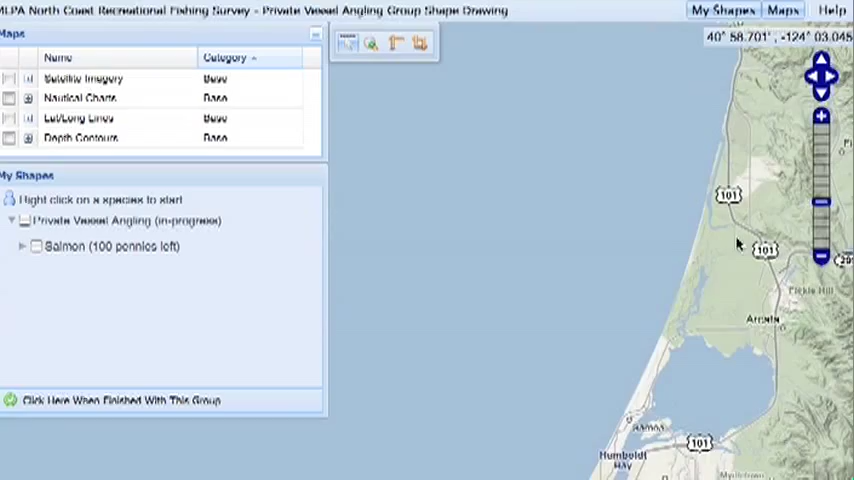 MLPA North Coast Recreational Fishing Survey - Private Vessel Angling Group Shape Drawing
My Shapes Maps Help
Maps
40° 58.701', -124° 03.045
Name Category
Satellite Imagery Base
Nautical Charts Base
Lat/Long Lines Base
Depth Contours Base
My Shapes
Right click on a species to start
Private Vessel Angling (in-progress)
Salmon (100 pennies left)
Click Here When Finished With This Group
101
101
299
Fickle Hill
Arcata
Samoa
101
Humboldt
Bay
Myrtletown